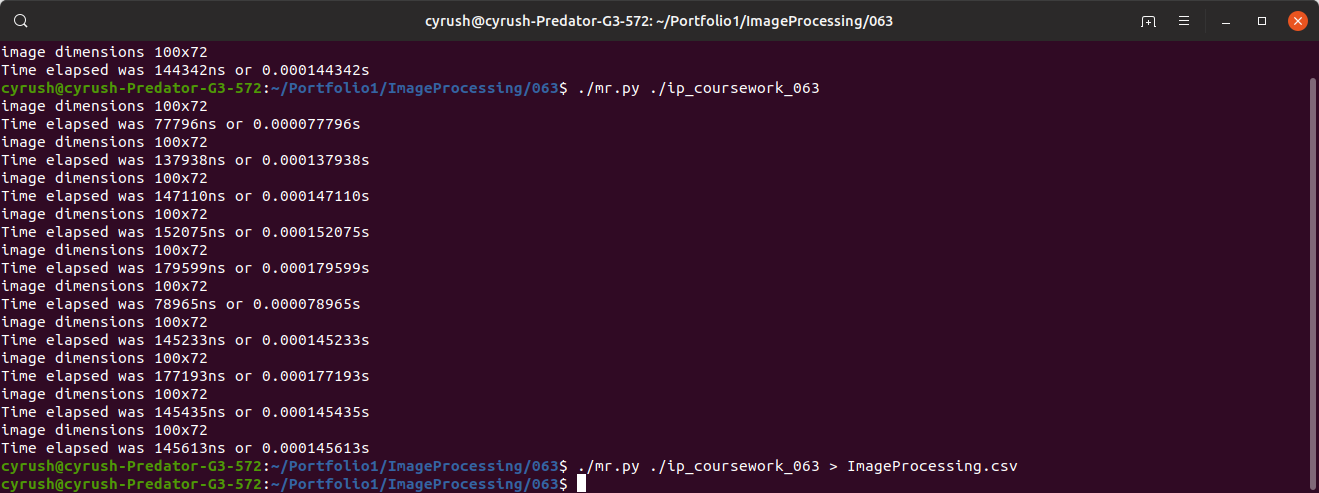 cyrush@cyrush-Predator-G3-572: ~/Portfolio1/ImageProcessing/063
image dimensions 100x72
Time elapsed was 144342ns or 0.000144342s
cyrush@cyrush-Predator-G3-572:~/Portfolio1/ImageProcessing/063$ ./mr.py ./ip_coursework_063
image dimensions 100x72
Time elapsed was 77796ns or 0.000077796s
image dimensions 100x72
Time elapsed was 137938ns or 0.000137938s
image dimensions 100x72
Time elapsed was 147110ns or 0.000147110s
image dimensions 100x72
Time elapsed was 152075ns or 0.000152075s
image dimensions 100x72
Time elapsed was 179599ns or 0.000179599s
image dimensions 100x72
Time elapsed was 78965ns or 0.000078965s
image dimensions 100x72
Time elapsed was 145233ns or 0.000145233s
image dimensions 100x72
Time elapsed was 177193ns or 0.000177193s
image dimensions 100x72
Time elapsed was 145435ns or 0.000145435s
image dimensions 100x72
Time elapsed was 145613ns or 0.000145613s
cyrush@cyrush-Predator-G3-572:~/Portfolio1/ImageProcessing/063$ ./mr.py ./ip_coursework_063 > ImageProcessing.csv
cyrush@cyrush-Predator-G3-572:~/Portfolio1/ImageProcessing/063$